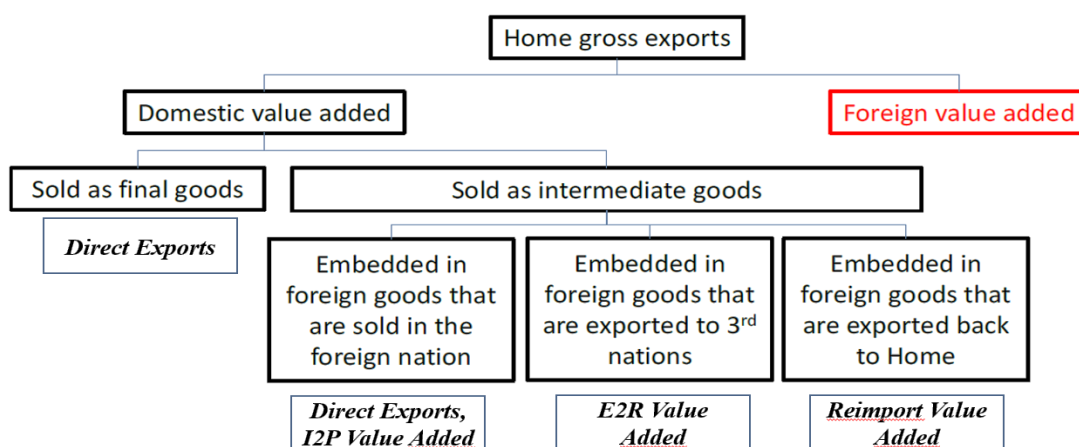 Home gross exports
Domestic value added
Foreign value added
Sold as final goods
Sold as intermediate goods
Direct Exports
Embedded in
foreign goods that
are sold in the
foreign nation
Embedded in
foreign goods that
are exported to 3rd
nations
Embedded in
foreign goods that
are exported back
to Home
Direct Exports,
I2P Value Added
E2R Value
Added
Reimport Value
Added